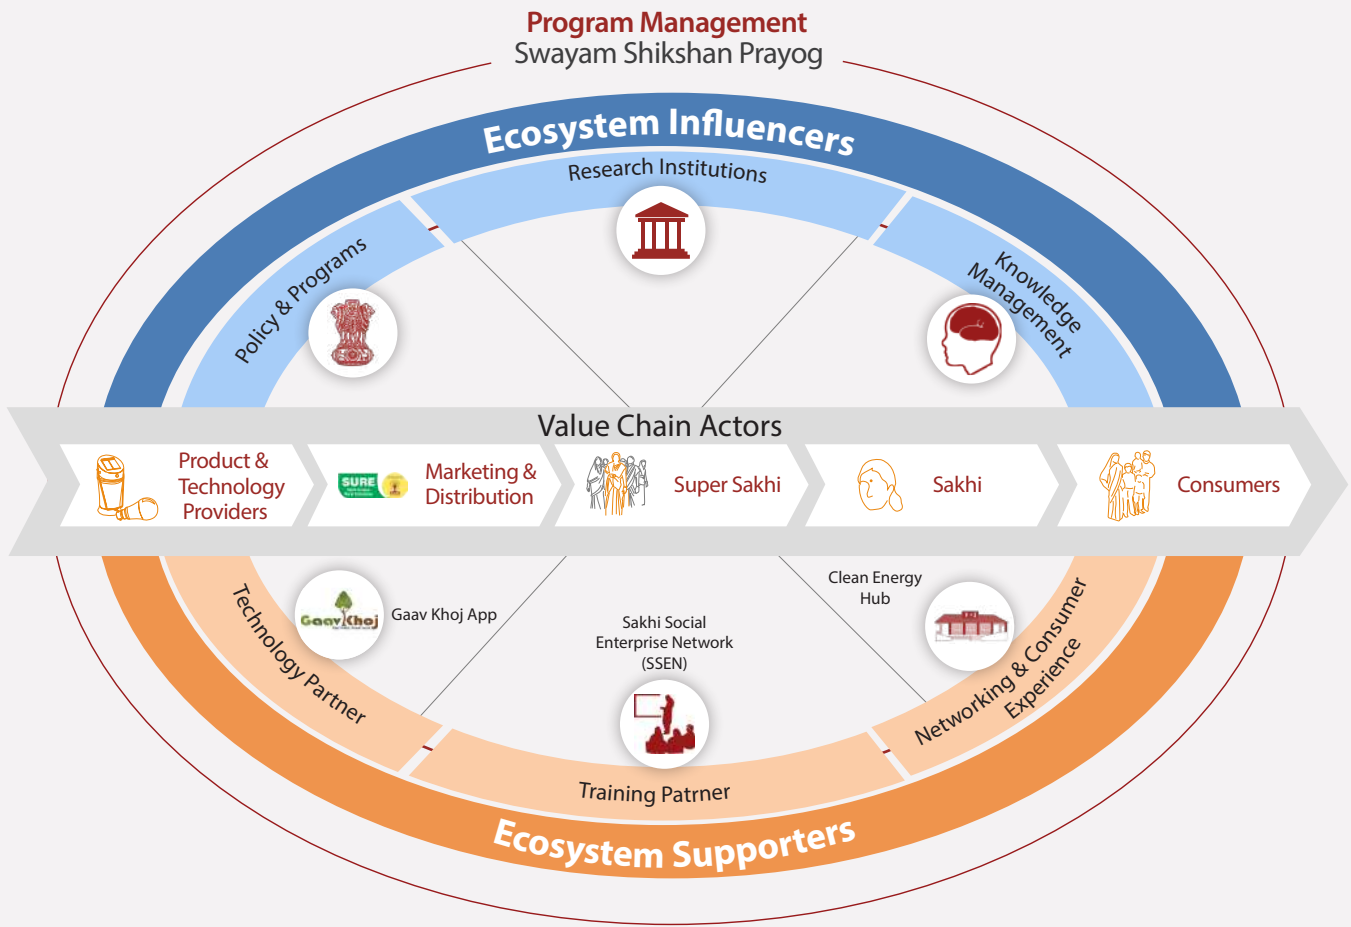 Program Management
Swayam Shikshan Prayog
Ecosystem Influencers
Research Institutions
Policy & Programs
Knowledge
Management
Value Chain Actors
Product &
Technology
Providers
SURE
Marketing &
Distribution
Super Sakhi
Sakhi
Consumers
Technology Partner
Gaav Khoj
Gaav Khoj App
Sakhi Social
Enterprise Network
(SSEN)
Clean Energy
Hub
Networking & Consumer
Experience
Training Patrner
Ecosystem Supporters